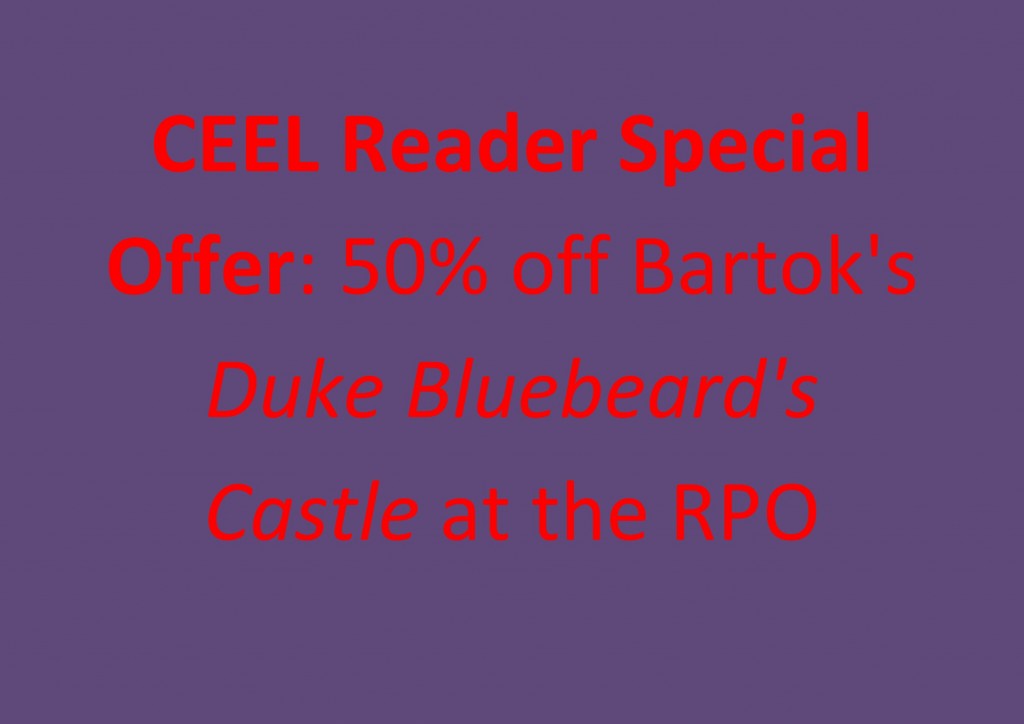 CEEL Reader Special
Offer: 50% off Bartok's
Duke Bluebeard's
Castle at the RPO